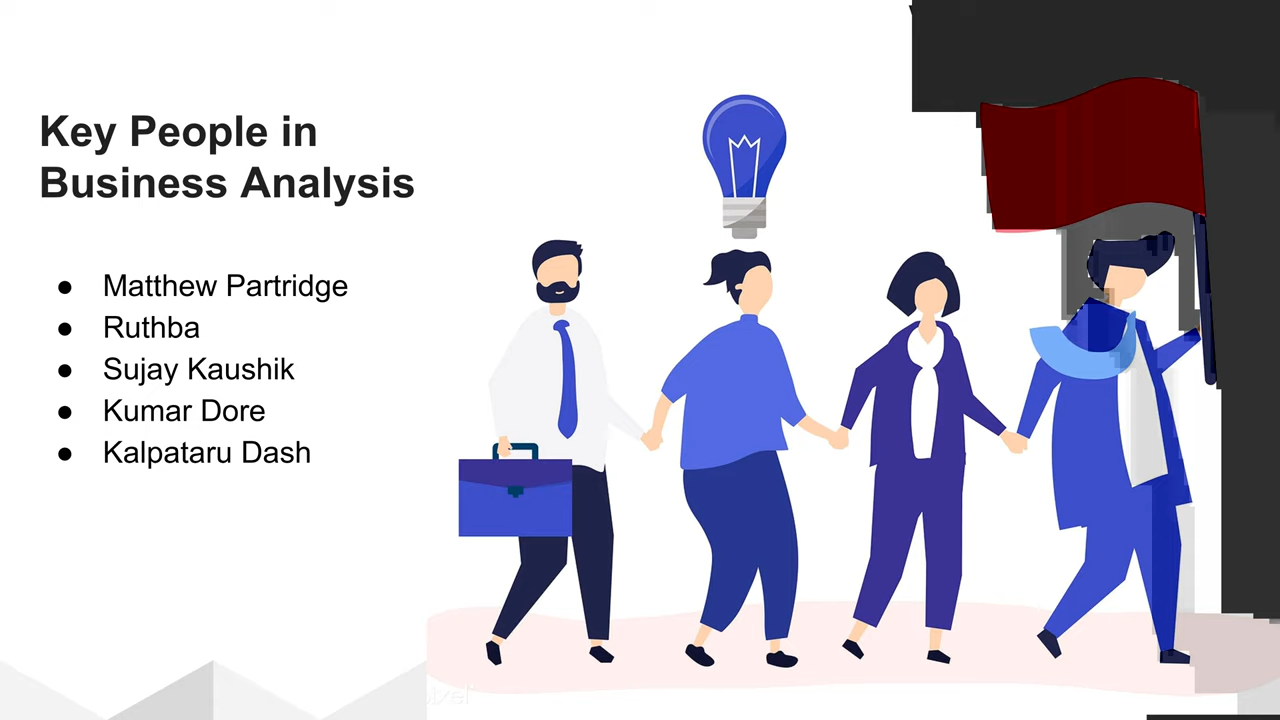 Key People in
Business Analysis
● Matthew Partridge
● Ruthba
● Sujay Kaushik
● Kumar Dore
● Kalpataru Dash